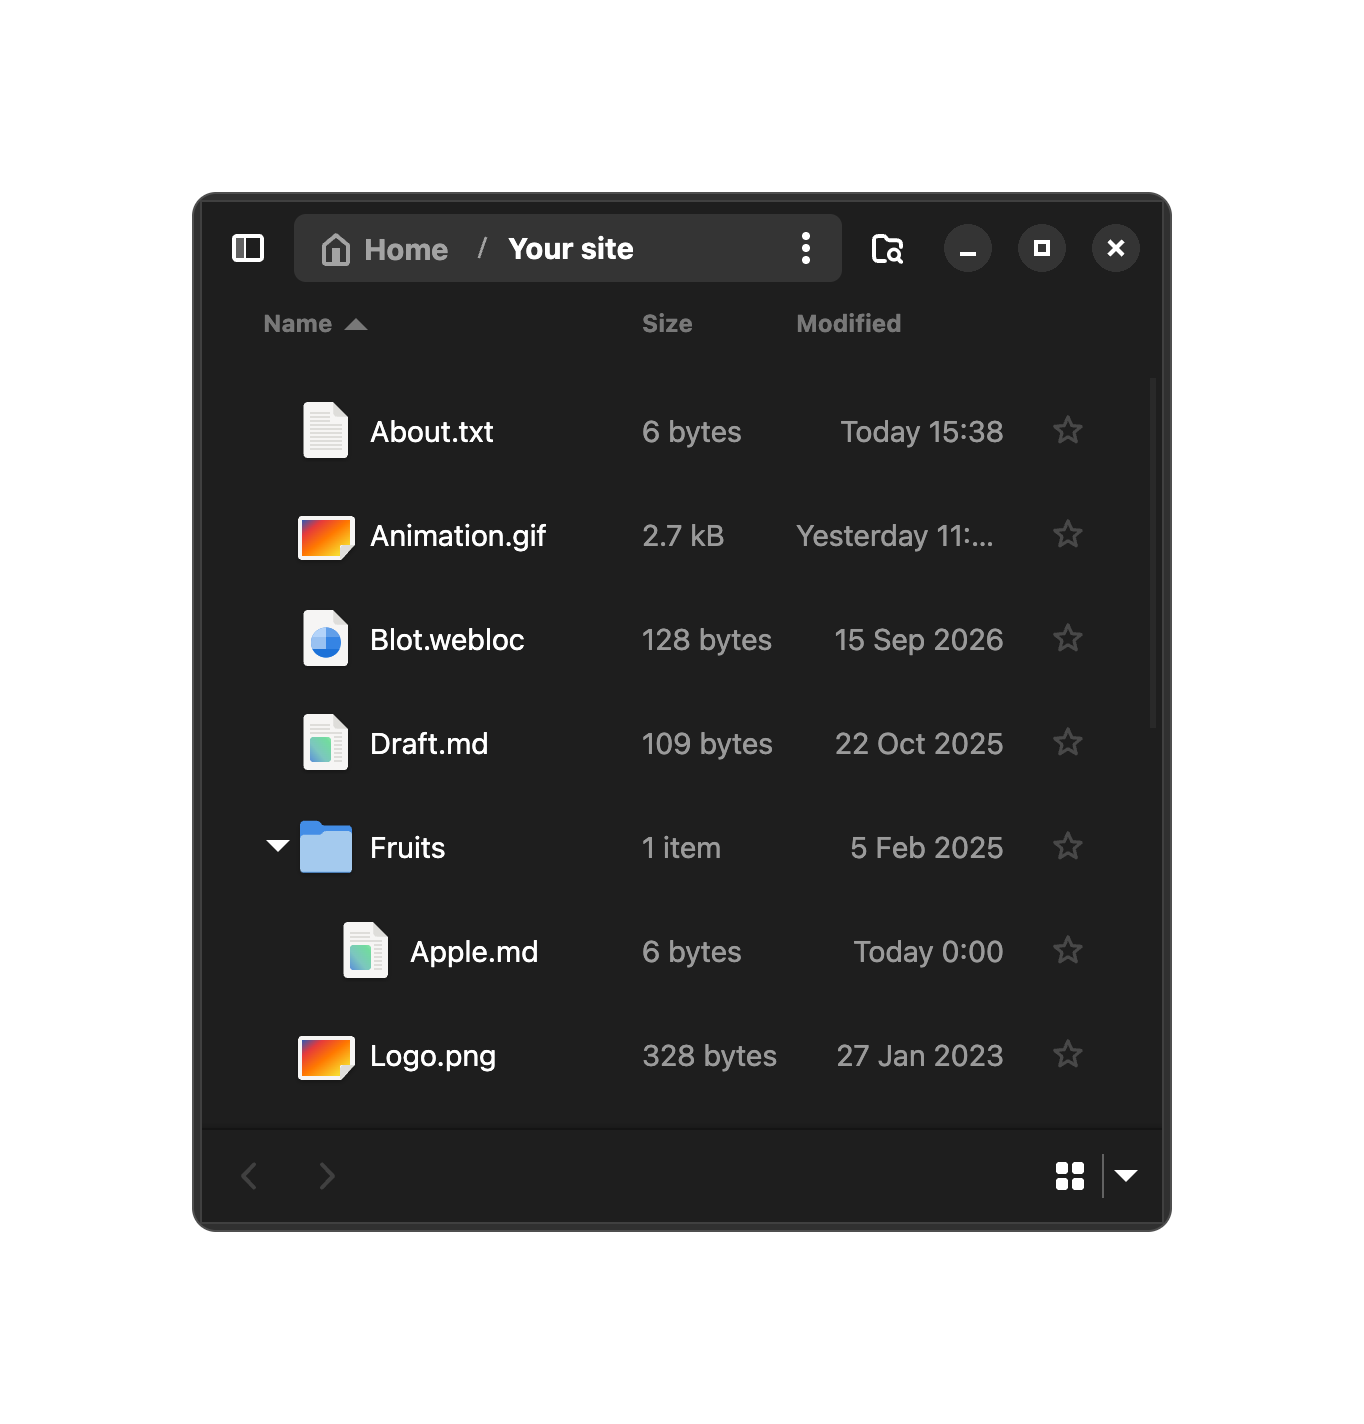 Home / Your site
Name Size Modified
About.txt 6 bytes Today 15:38
Animation.gif 2.7 kB Yesterday 11:...
Blot.webloc 128 bytes 15 Sep 2026
Draft.md 109 bytes 22 Oct 2025
Fruits 1 item 5 Feb 2025
Apple.md 6 bytes Today 0:00
Logo.png 328 bytes 27 Jan 2023